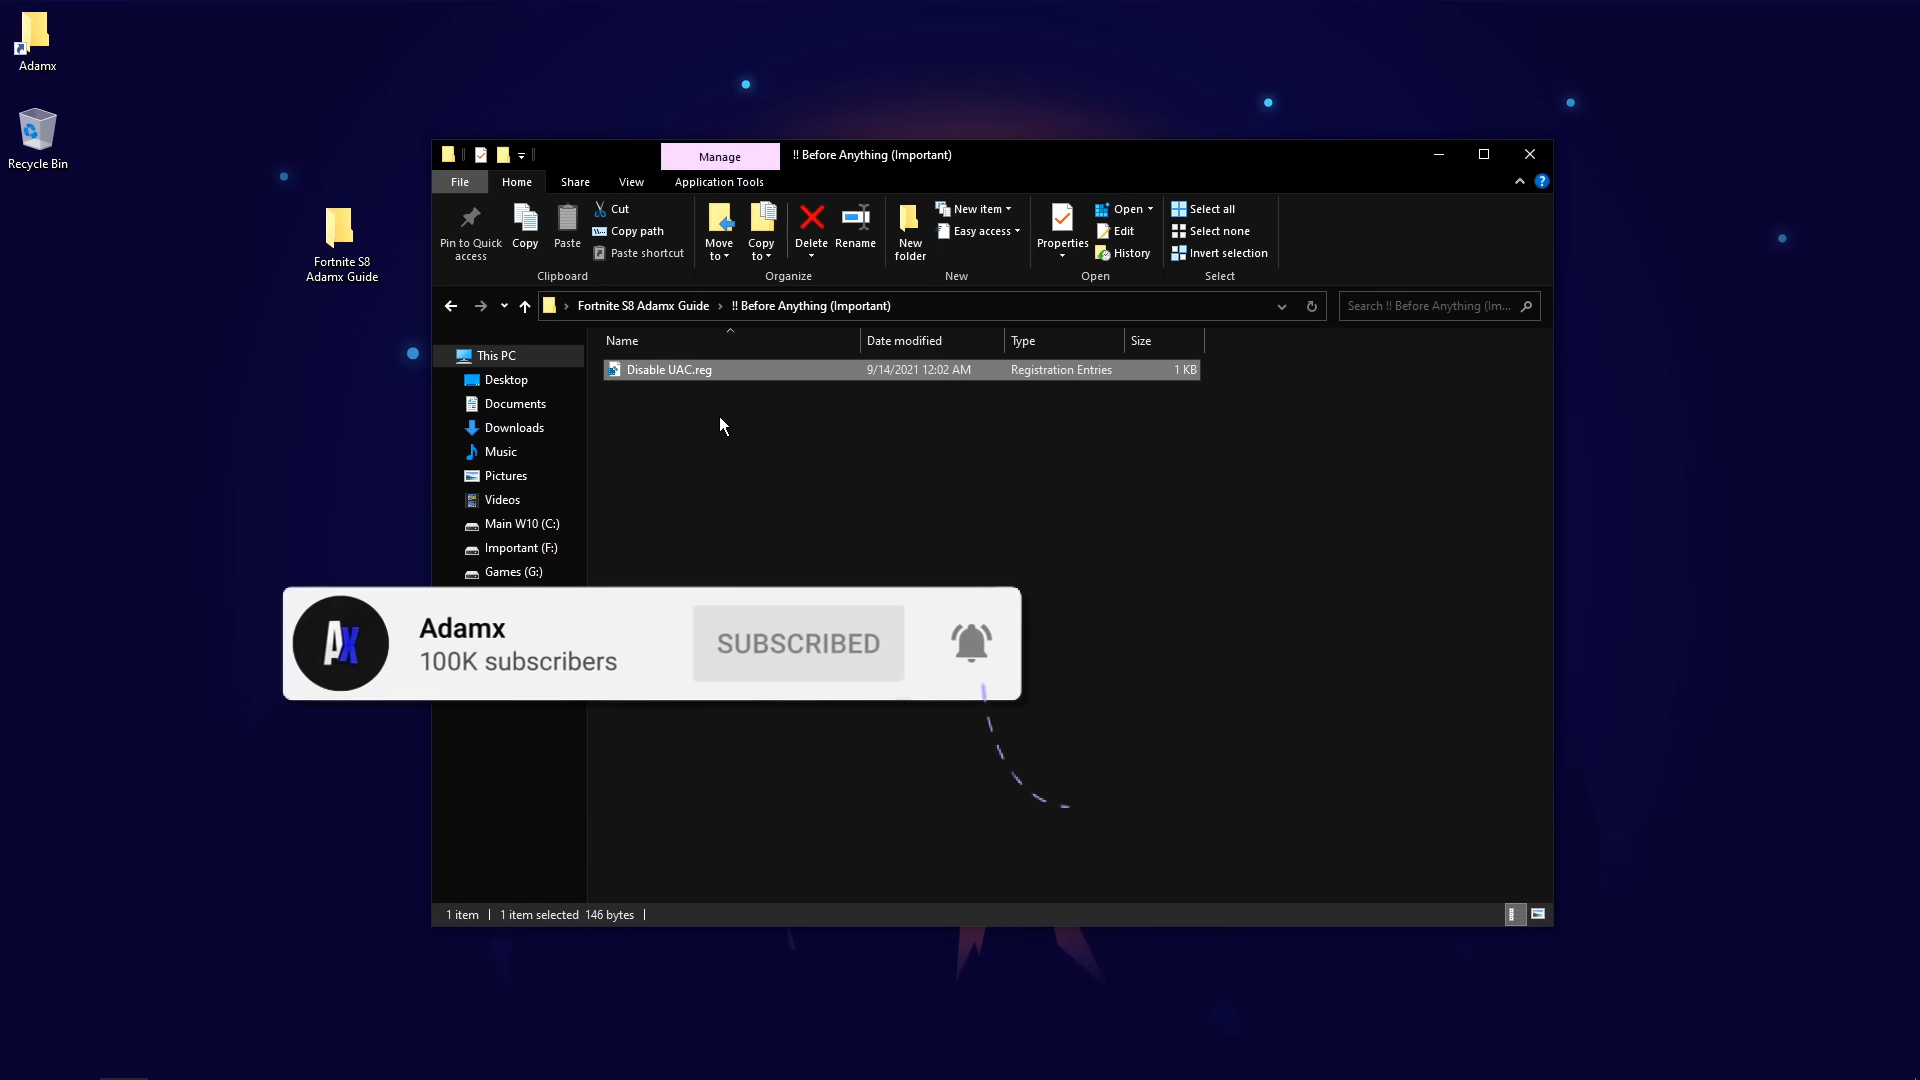 Adamx
Recycle Bin
Fortnite S8
Adamx Guide
Manage
!! Before Anything (Important)
File
Home
Share
View
Application Tools
?
Pin to Quick
access
Copy
Paste
Cut
Copy path
Paste shortcut
Clipboard
Move
to
Copy
to
Delete
Rename
Organize
New
folder
New item
Easy access
New
Properties
Open
Edit
History
Open
Select all
Select none
Invert selection
Select
Fortnite S8 Adamx Guide
!! Before Anything (Important)
Search !! Before Anything (Im...
Name
Date modified
Type
Size
Disable UAC.reg
9/14/2021 12:02 AM
Registration Entries
1 KB
This PC
Desktop
Documents
Downloads
Music
Pictures
Videos
Main W10 (C:)
Important (F:)
Games (G:)
AX
Adamx
100K subscribers
SUBSCRIBED
1 item
1 item selected 146 bytes